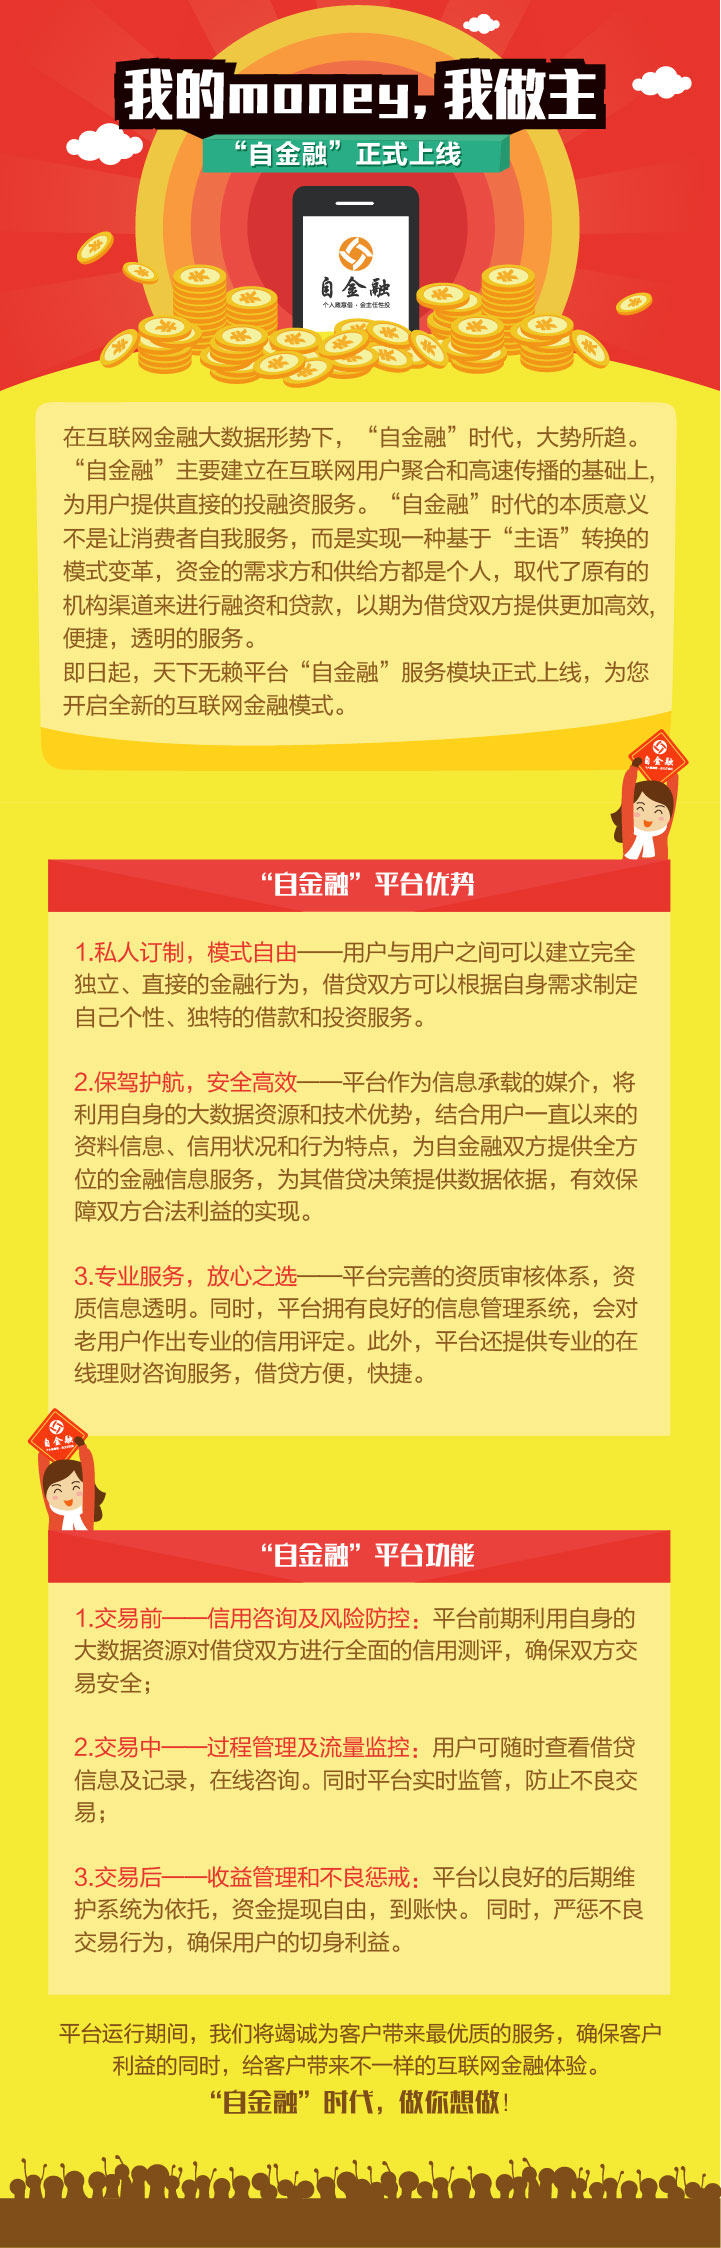 我的money,我做主
“自金融”正式上线
自金融
个人随意借·金主任性投
在互联网金融大数据形势下，“自金融”时代，大势所趋。
“自金融”主要建立在互联网用户聚合和高速传播的基础上,
为用户提供直接的投融资服务。“自金融”时代的本质意义
不是让消费者自我服务，而是实现一种基于“主语”转换的
模式变革，资金的需求方和供给方都是个人，取代了原有的
机构渠道来进行融资和贷款，以期为借贷双方提供更加高效,
便捷，透明的服务。
即日起，天下无赖平台“自金融”服务模块正式上线，为您
开启全新的互联网金融模式。
自金融
“自金融”平台优势
1.私人订制，模式自由——用户与用户之间可以建立完全
独立、直接的金融行为，借贷双方可以根据自身需求制定
自己个性、独特的借款和投资服务。
2.保驾护航，安全高效——平台作为信息承载的媒介，将
利用自身的大数据资源和技术优势，结合用户一直以来的
资料信息、信用状况和行为特点，为自金融双方提供全方
位的金融信息服务，为其借贷决策提供数据依据，有效保
障双方合法利益的实现。
3.专业服务，放心之选——平台完善的资质审核体系，资
质信息透明。同时，平台拥有良好的信息管理系统，会对
老用户作出专业的信用评定。此外，平台还提供专业的在
线理财咨询服务，借贷方便，快捷。
自金融
“自金融”平台功能
1.交易前——信用咨询及风险防控：平台前期利用自身的
大数据资源对借贷双方进行全面的信用测评，确保双方交
易安全；
2.交易中——过程管理及流量监控：用户可随时查看借贷
信息及记录，在线咨询。同时平台实时监管，防止不良交
易；
3.交易后——收益管理和不良惩戒：平台以良好的后期维
护系统为依托，资金提现自由，到账快。同时，严惩不良
交易行为，确保用户的切身利益。
平台运行期间，我们将竭诚为客户带来最优质的服务，确保客户
利益的同时，给客户带来不一样的互联网金融体验。
“自金融”时代，做你想做！